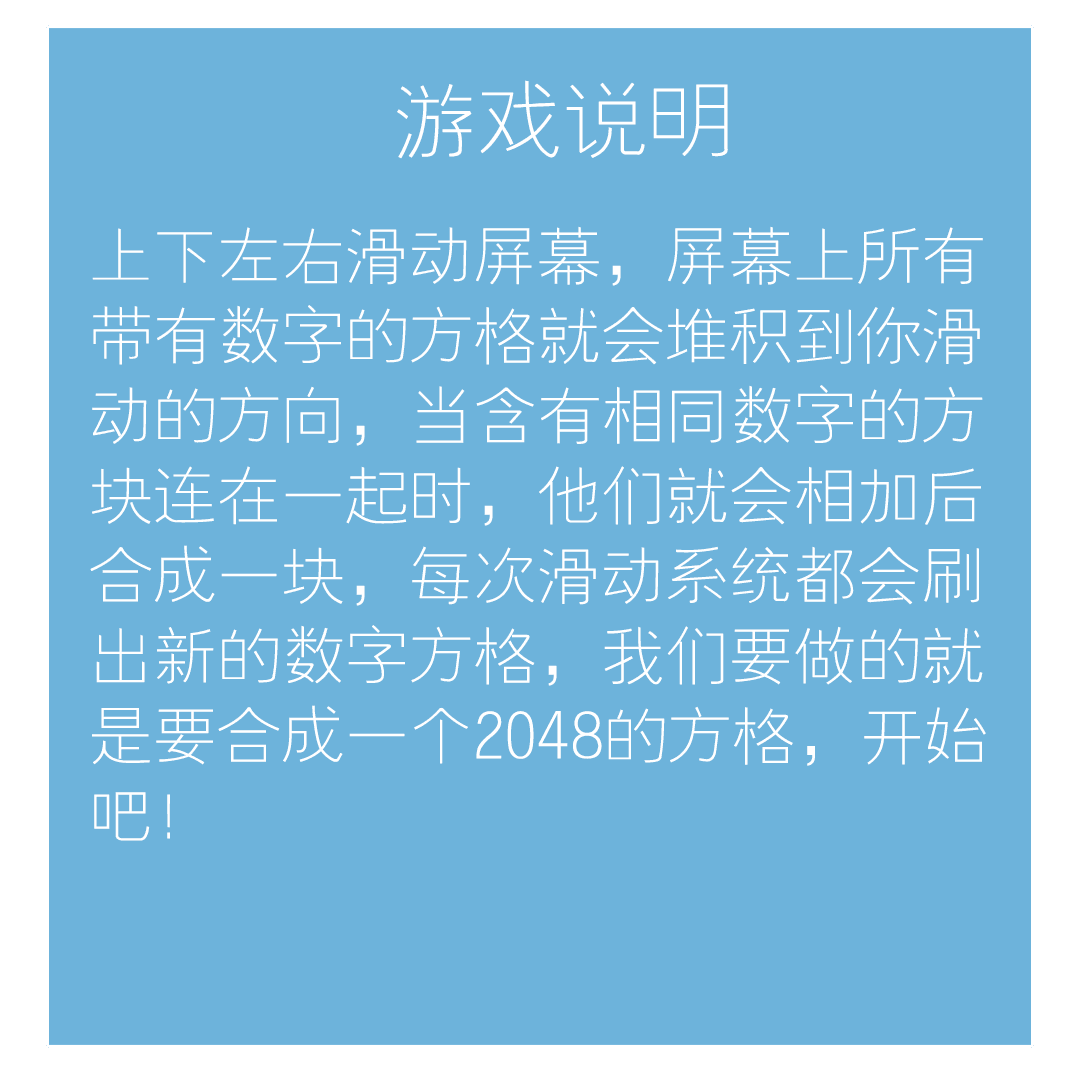 游戏说明
上下左右滑动屏幕，屏幕上所有
带有数字的方格就会堆积到你滑
动的方向，当含有相同数字的方
块连在一起时，他们就会相加后
合成一块，每次滑动系统都会刷
出新的数字方格，我们要做的就
是要合成一个2048的方格，开始
吧！